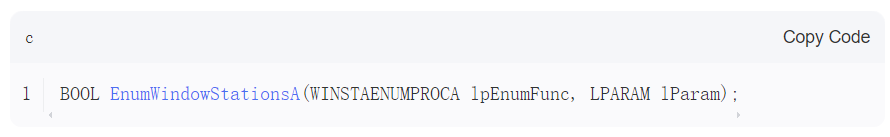 c
Copy Code
1 BOOL EnumWindowStationsA(WINSTAENUMPROCA lpEnumFunc, LPARAM lParam);